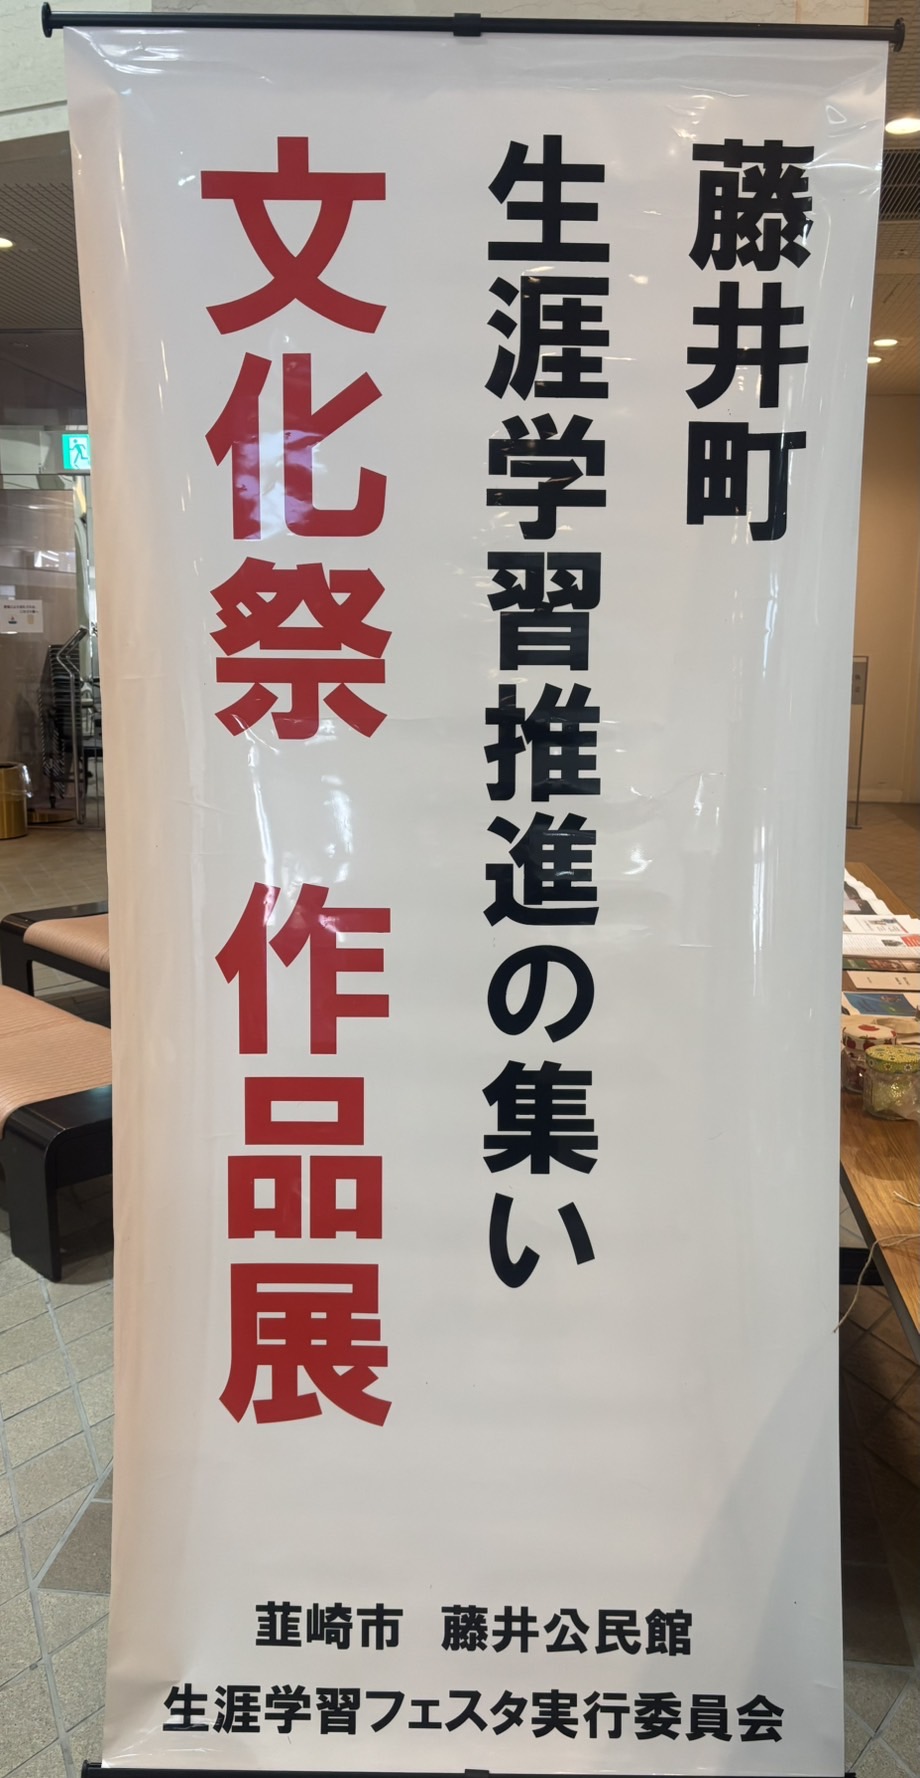 藤井町
生涯学習推進の集い
文化祭 作品展
韮崎市 藤井公民館
生涯学習フェスタ実行委員会